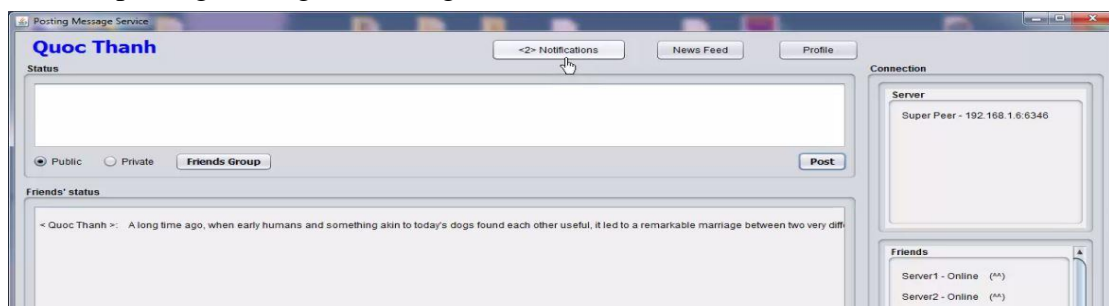 Posting Message Service
Quoc Thanh
<2> Notifications
News Feed
Profile
Status
Public
Private
Friends Group
Post
Friends' status
< Quoc Thanh >: A long time ago, when early humans and something akin to today's dogs found each other useful, it led to a remarkable marriage between two very diff
Connection
Server
Super Peer - 192.168.1.6:6346
Friends
Server1 - Online (^^)
Server2 - Online (^^)